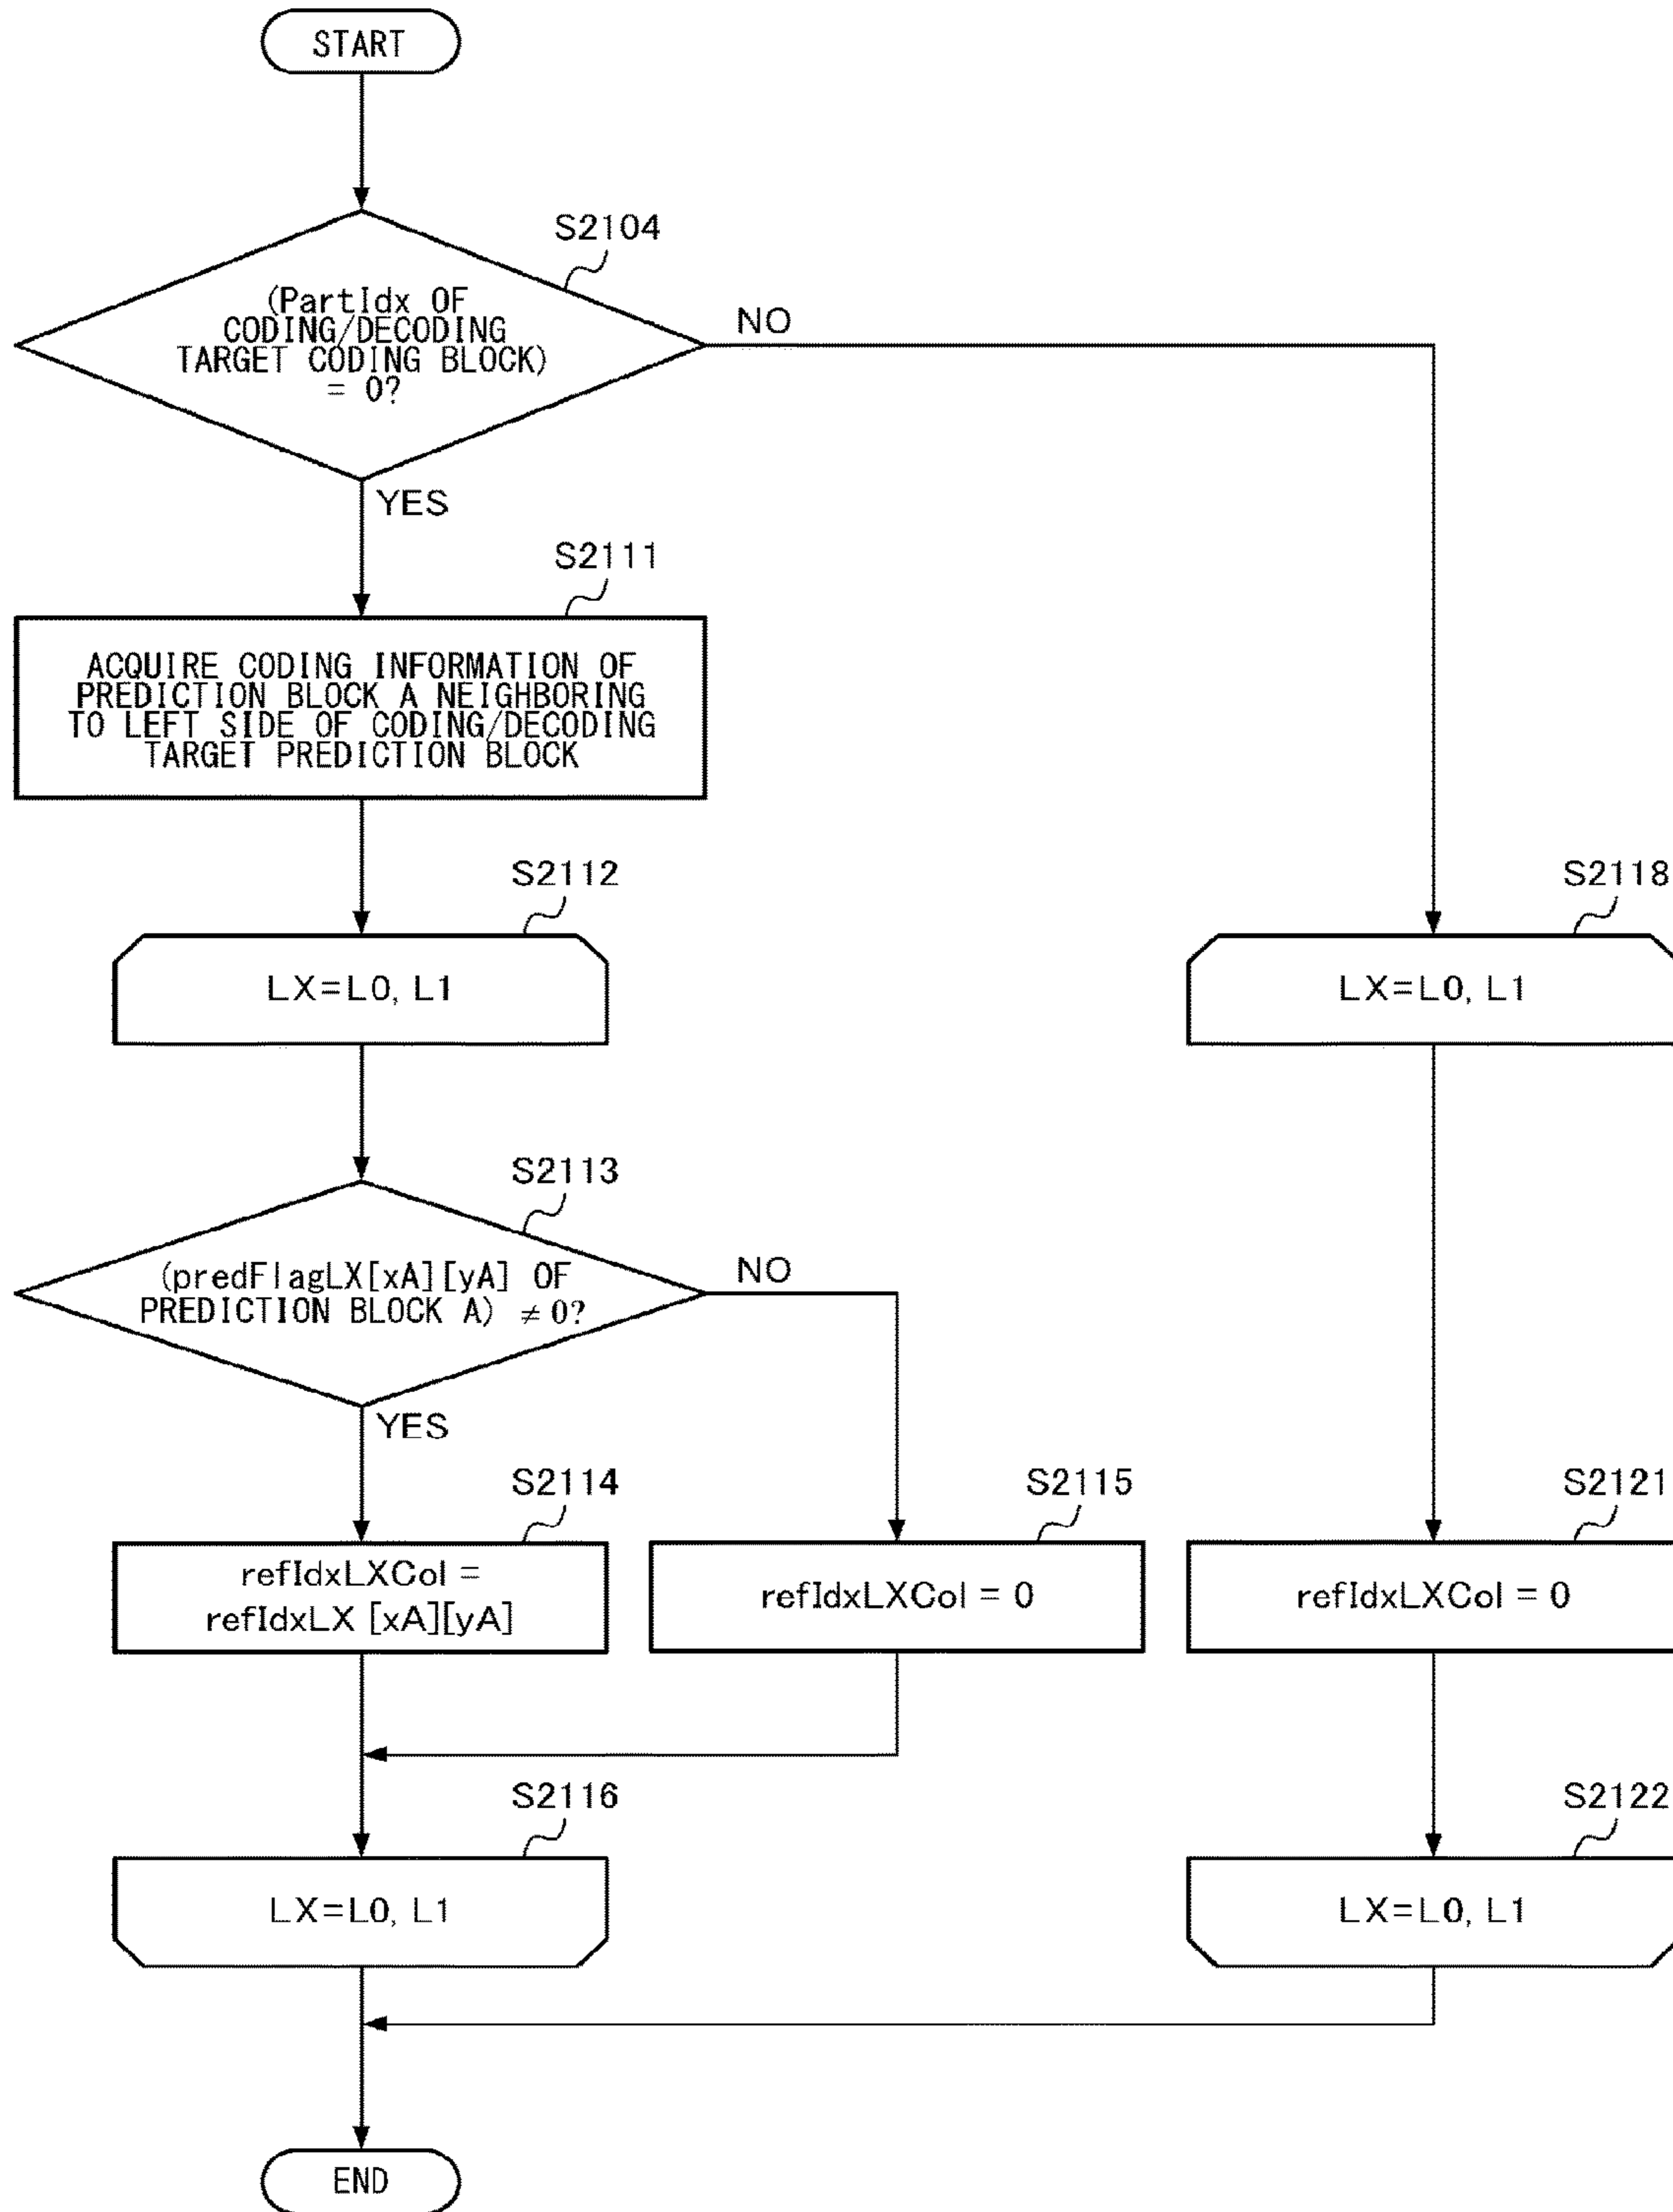 START
S2104
(PartIdx OF
CODING/DECODING
TARGET CODING BLOCK)
= 0?
NO
YES
S2111
ACQUIRE CODING INFORMATION OF
PREDICTION BLOCK A NEIGHBORING
TO LEFT SIDE OF CODING/DECODING
TARGET PREDICTION BLOCK
S2112
LX=L0, L1
S2118
LX=L0, L1
S2113
(predFlagLX[xA][yA] OF
PREDICTION BLOCK A) ≠ 0?
NO
YES
S2114
refIdxLXCol =
refIdxLX [xA][yA]
S2115
refIdxLXCol = 0
S2121
refIdxLXCol = 0
S2116
LX=L0, L1
S2122
LX=L0, L1
END